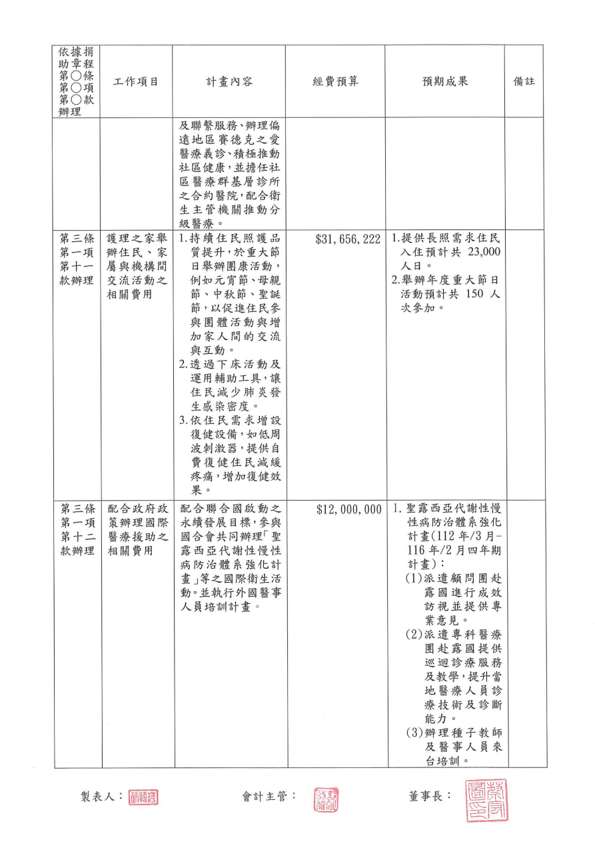 依據捐
助章程
第○條
第○項
第○款
辦理
工作項目
計畫內容
經費預算
預期成果
備註
及聯繫服務、辦理偏
遠地區賽德克之愛
醫療義診、積極推動
社區健康，並擔任社
區醫療群基層診所
之合約醫院，配合衛
生主管機關推動分
級醫療。
第三條
第一項
第十一
款辦理
護理之家舉
辦住民、家
屬與機構間
交流活動之
相關費用
1.持續住民照護品
質提升，於重大節
日舉辦團康活動，
例如元宵節、母親
節、中秋節、聖誕
節，以促進住民參
與團體活動與增
加家人間的交流
與互動。
2.透過下床活動及
運用輔助工具，讓
住民減少肺炎發
生感染密度。
3.依住民需求增設
復健設備，如低周
波刺激器，提供自
費復健住民減緩
疼痛，增加復健效
果。
$31,656,222
1.提供長照需求住民
入住預計共 23,000
人日。
2.舉辦年度重大節日
活動預計共 150 人
次參加。
第三條
第一項
第十二
款辦理
配合政府政
策辦理國際
醫療援助之
相關費用
配合聯合國啟動之
永續發展目標，參與
國合會共同辦理「聖
露西亞代謝性慢性
病防治體系強化計
畫」等之國際衛生活
動。並執行外國醫事
人員培訓計畫。
$12,000,000
1. 聖露西亞代謝性慢
性病防治體系強化
計畫(112 年/3 月-
116 年/2 月四年期
計畫)：
(1)派遣顧問團赴
露國進行成效
訪視並提供專
業意見。
(2)派遣專科醫療
團赴露國提供
巡迴診療服務
及教學，提升當
地醫療人員診
療技術及診斷
能力。
(3)辦理種子教師
及醫事人員來
台培訓。
製表人：
會計主管：
董事長：